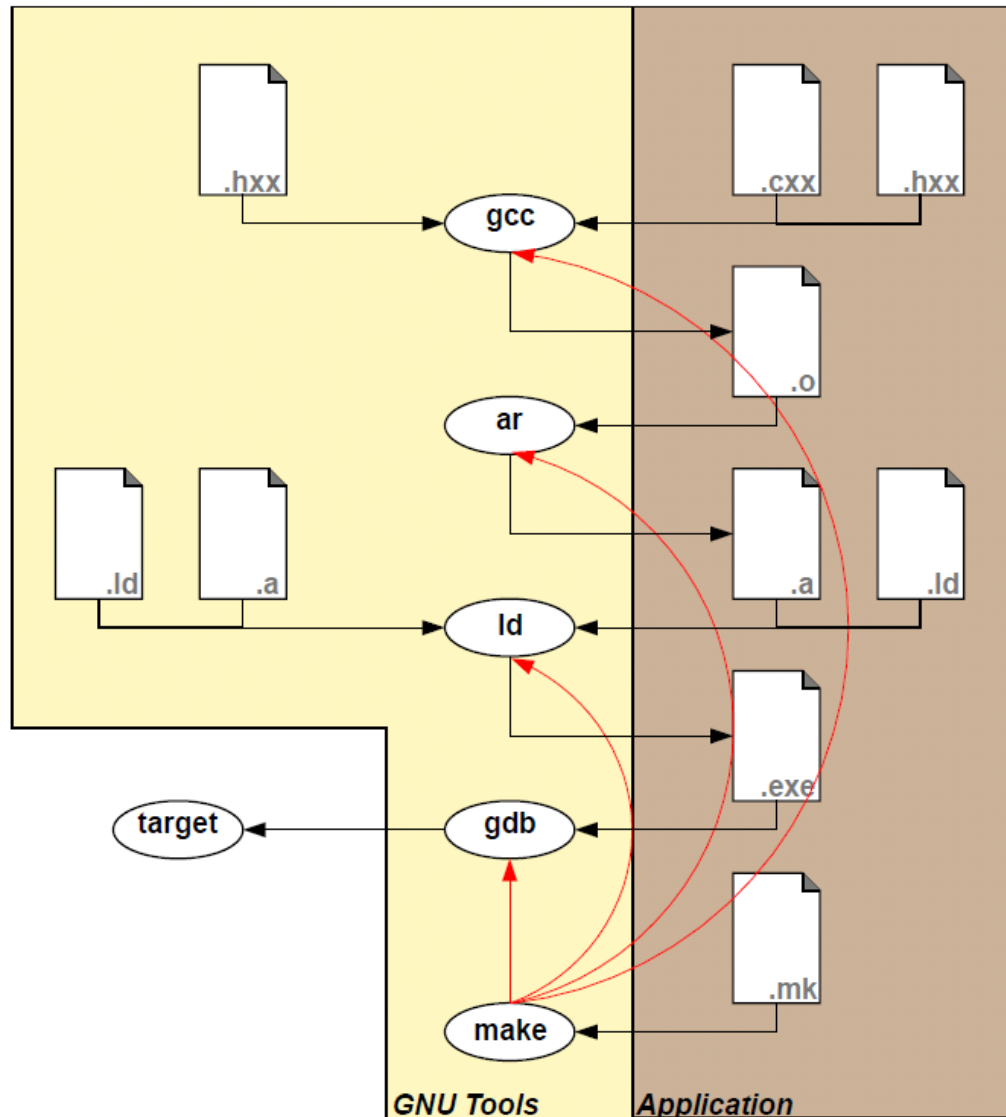 .hxx
.cxx
.hxx
gcc
.o
ar
.ld
.a
.a
.ld
ld
.exe
target
gdb
.mk
make
GNU Tools
Application